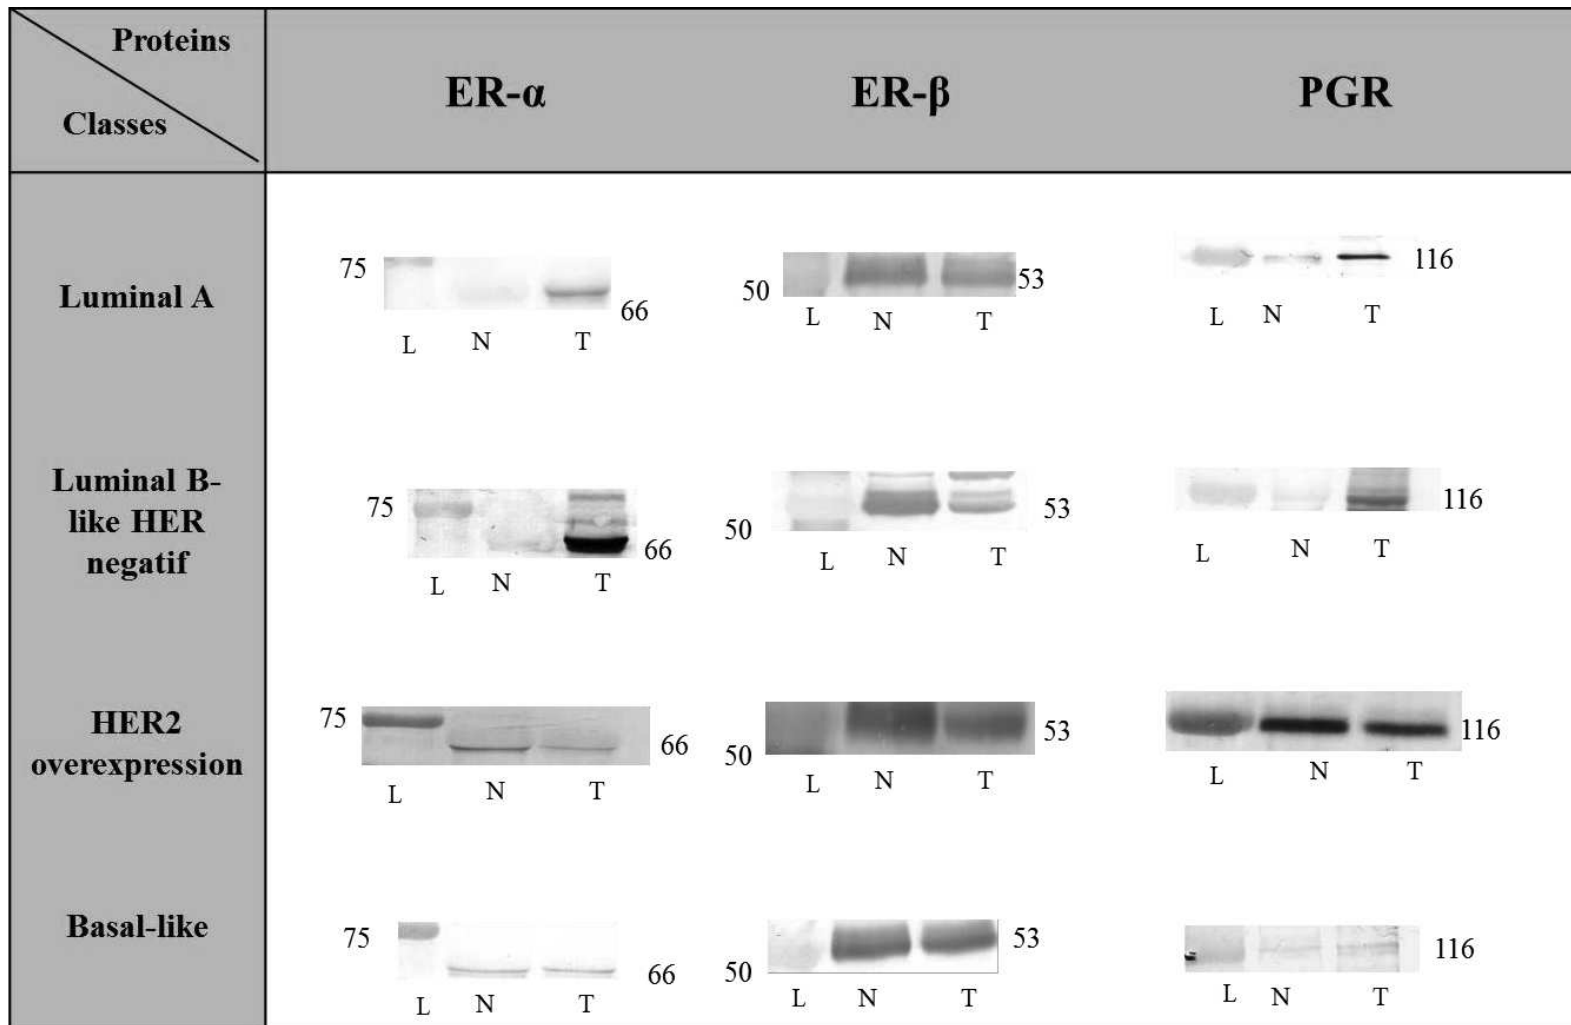 Proteins
Classes
ER-α
ER-β
PGR
Luminal A
75
66
L N T
50
53
L N T
116
L N T
Luminal B-
like HER
negatif
75
66
L N T
50
53
L N T
116
L N T
HER2
overexpression
75
66
L N T
50
53
L N T
116
L N T
Basal-like
75
66
L N T
50
53
L N T
116
L N T